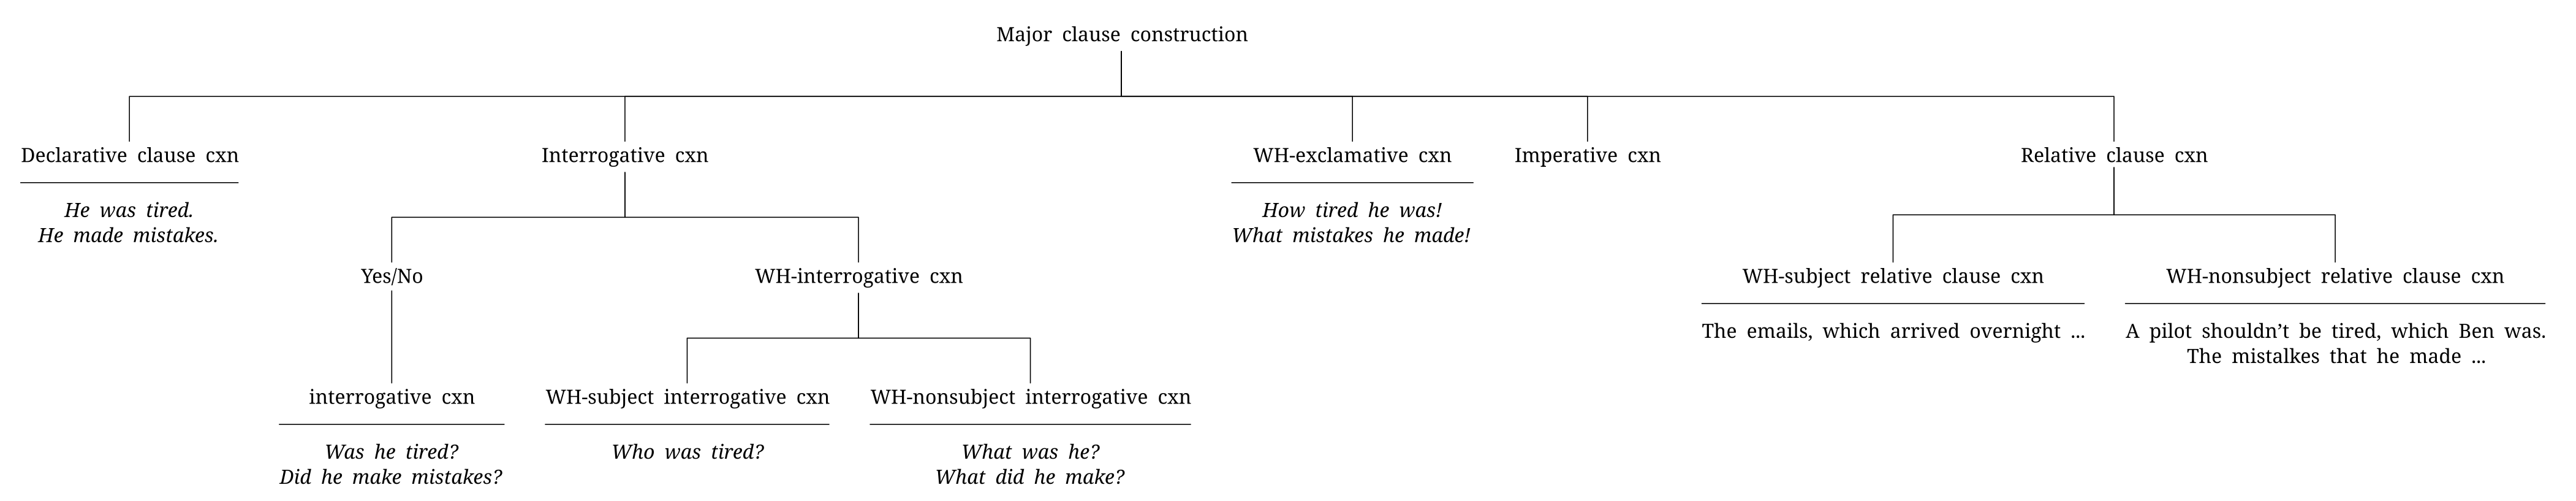 Major clause construction
Declarative clause cxn
Interrogative cxn
WH-exclamative cxn
Imperative cxn
Relative clause cxn
He was tired.
He made mistakes.
How tired he was!
What mistakes he made!
Yes/No
WH-interrogative cxn
WH-subject relative clause cxn
WH-nonsubject relative clause cxn
The emails, which arrived overnight ...
A pilot shouldn’t be tired, which Ben was.
The mistalkes that he made ...
interrogative cxn
WH-subject interrogative cxn
WH-nonsubject interrogative cxn
Was he tired?
Did he make mistakes?
Who was tired?
What was he?
What did he make?